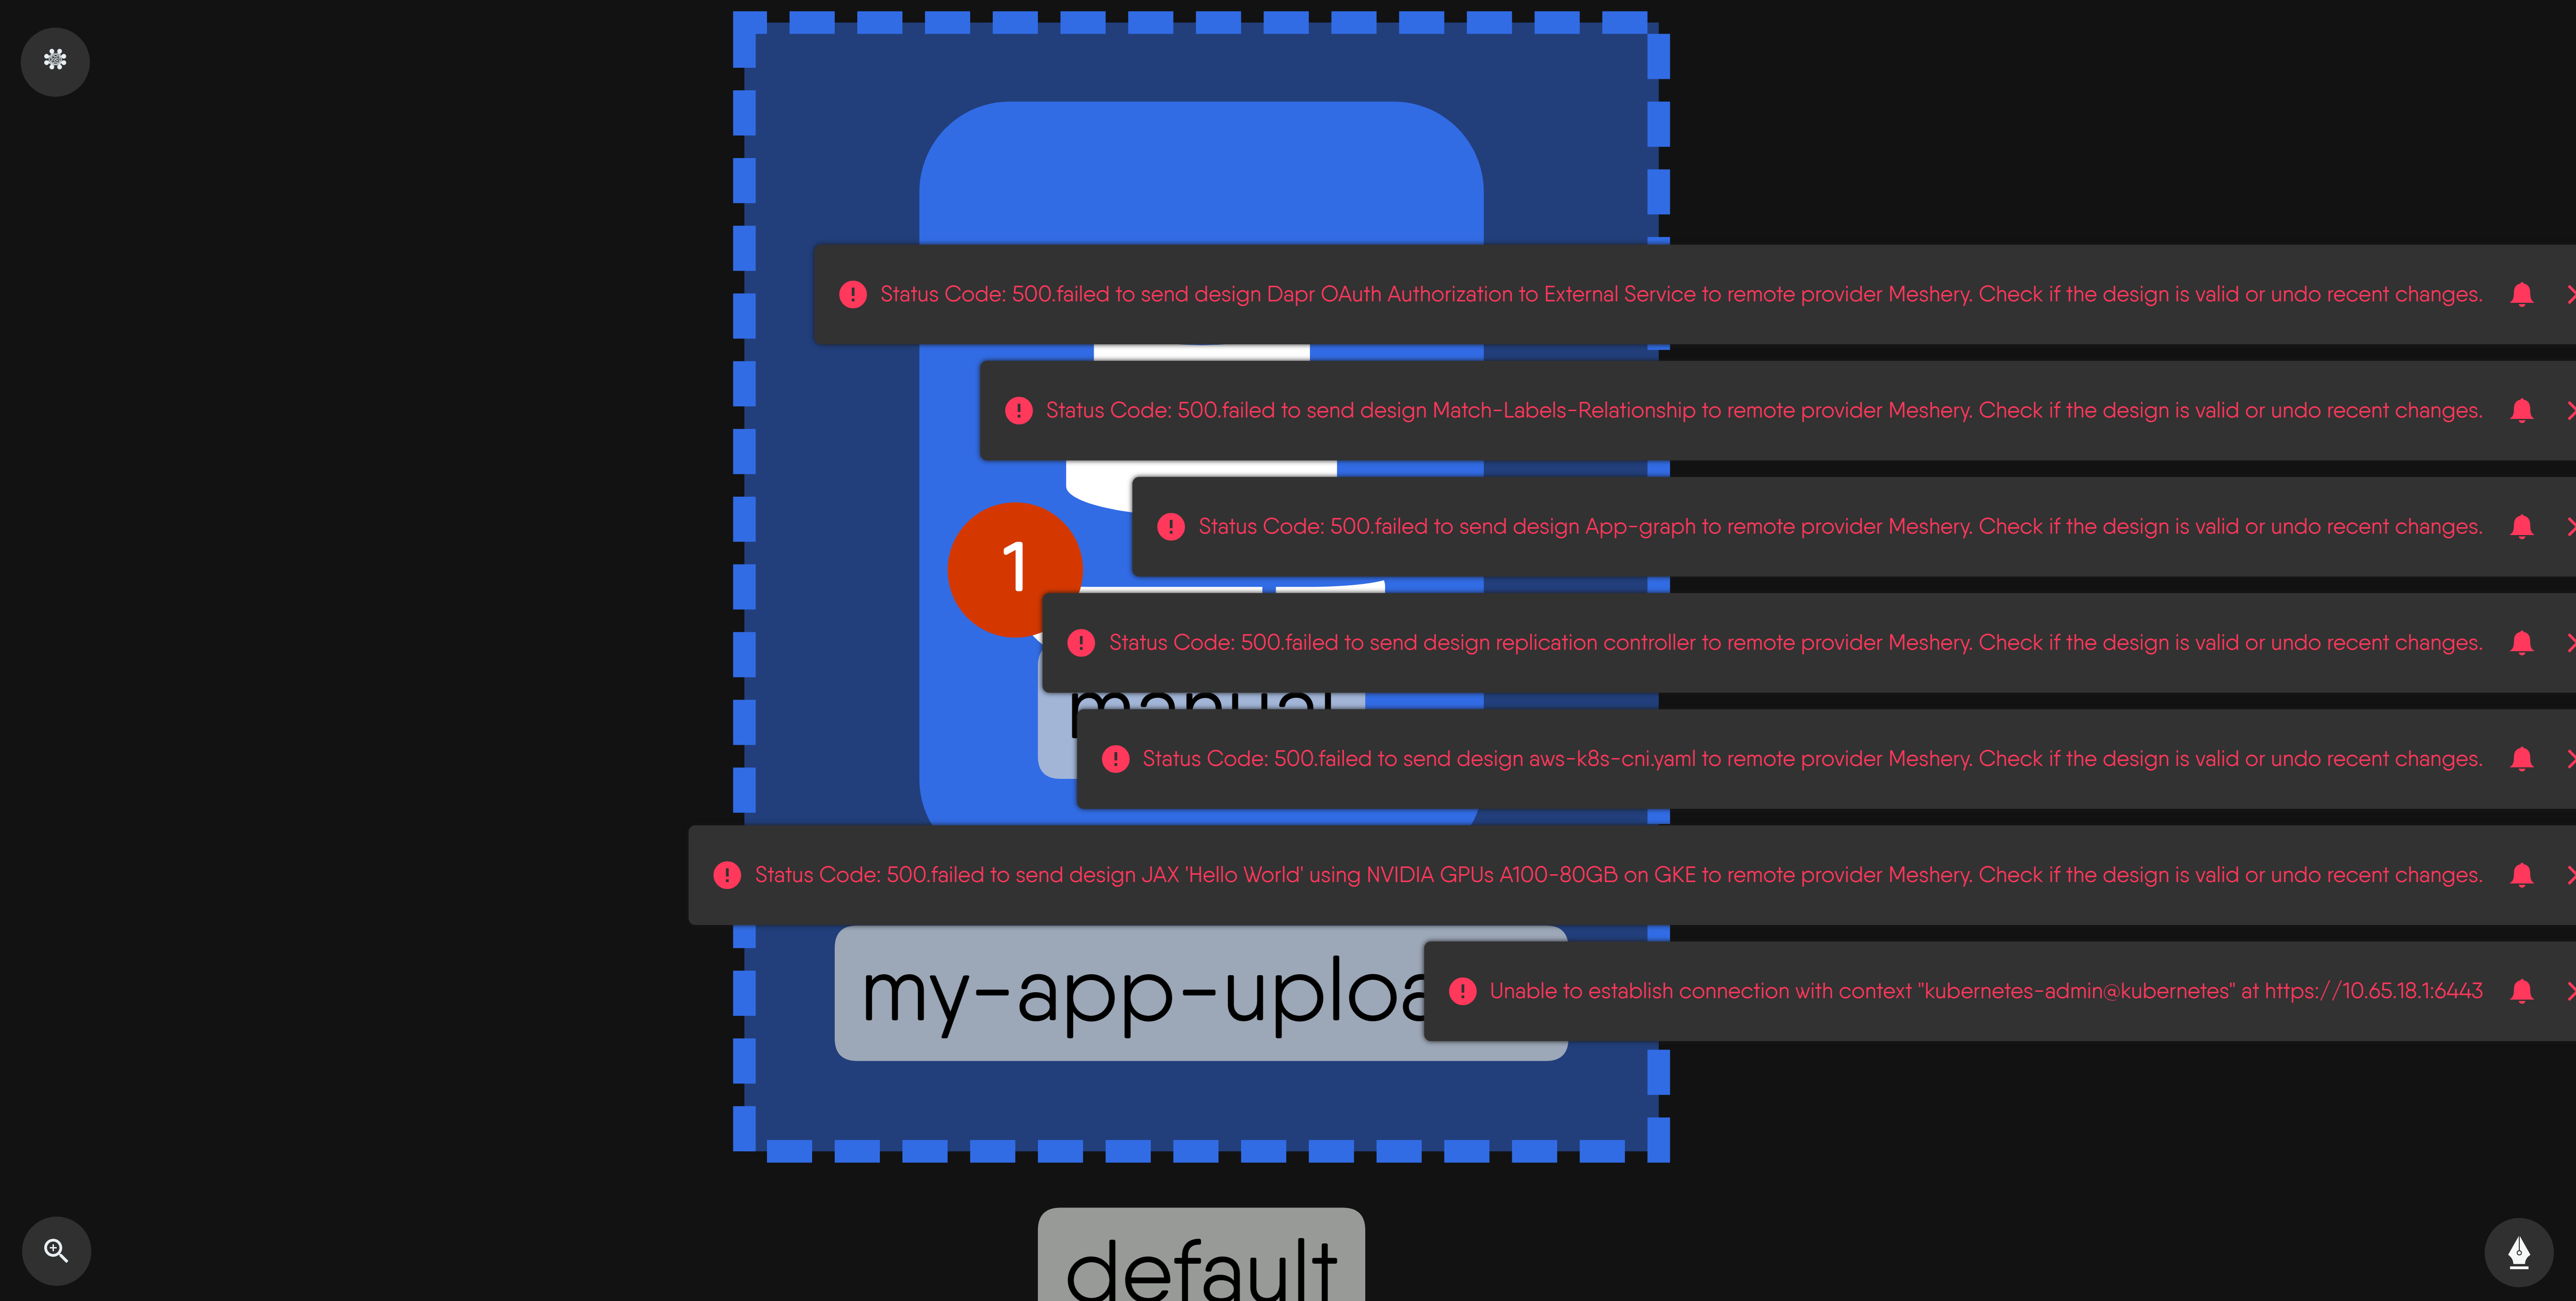 Status Code: 500.failed to send design Dapr OAuth Authorization to External Service to remote provider Meshery. Check if the design is valid or undo recent changes.
Status Code: 500.failed to send design Match-Labels-Relationship to remote provider Meshery. Check if the design is valid or undo recent changes.
Status Code: 500.failed to send design App-graph to remote provider Meshery. Check if the design is valid or undo recent changes.
1
Status Code: 500.failed to send design replication controller to remote provider Meshery. Check if the design is valid or undo recent changes.
manual
Status Code: 500.failed to send design aws-k8s-cni.yaml to remote provider Meshery. Check if the design is valid or undo recent changes.
Status Code: 500.failed to send design JAX 'Hello World' using NVIDIA GPUs A100-80GB on GKE to remote provider Meshery. Check if the design is valid or undo recent changes.
my-app-uploa
Unable to establish connection with context "kubernetes-admin@kubernetes" at https://10.65.18.1:6443
default